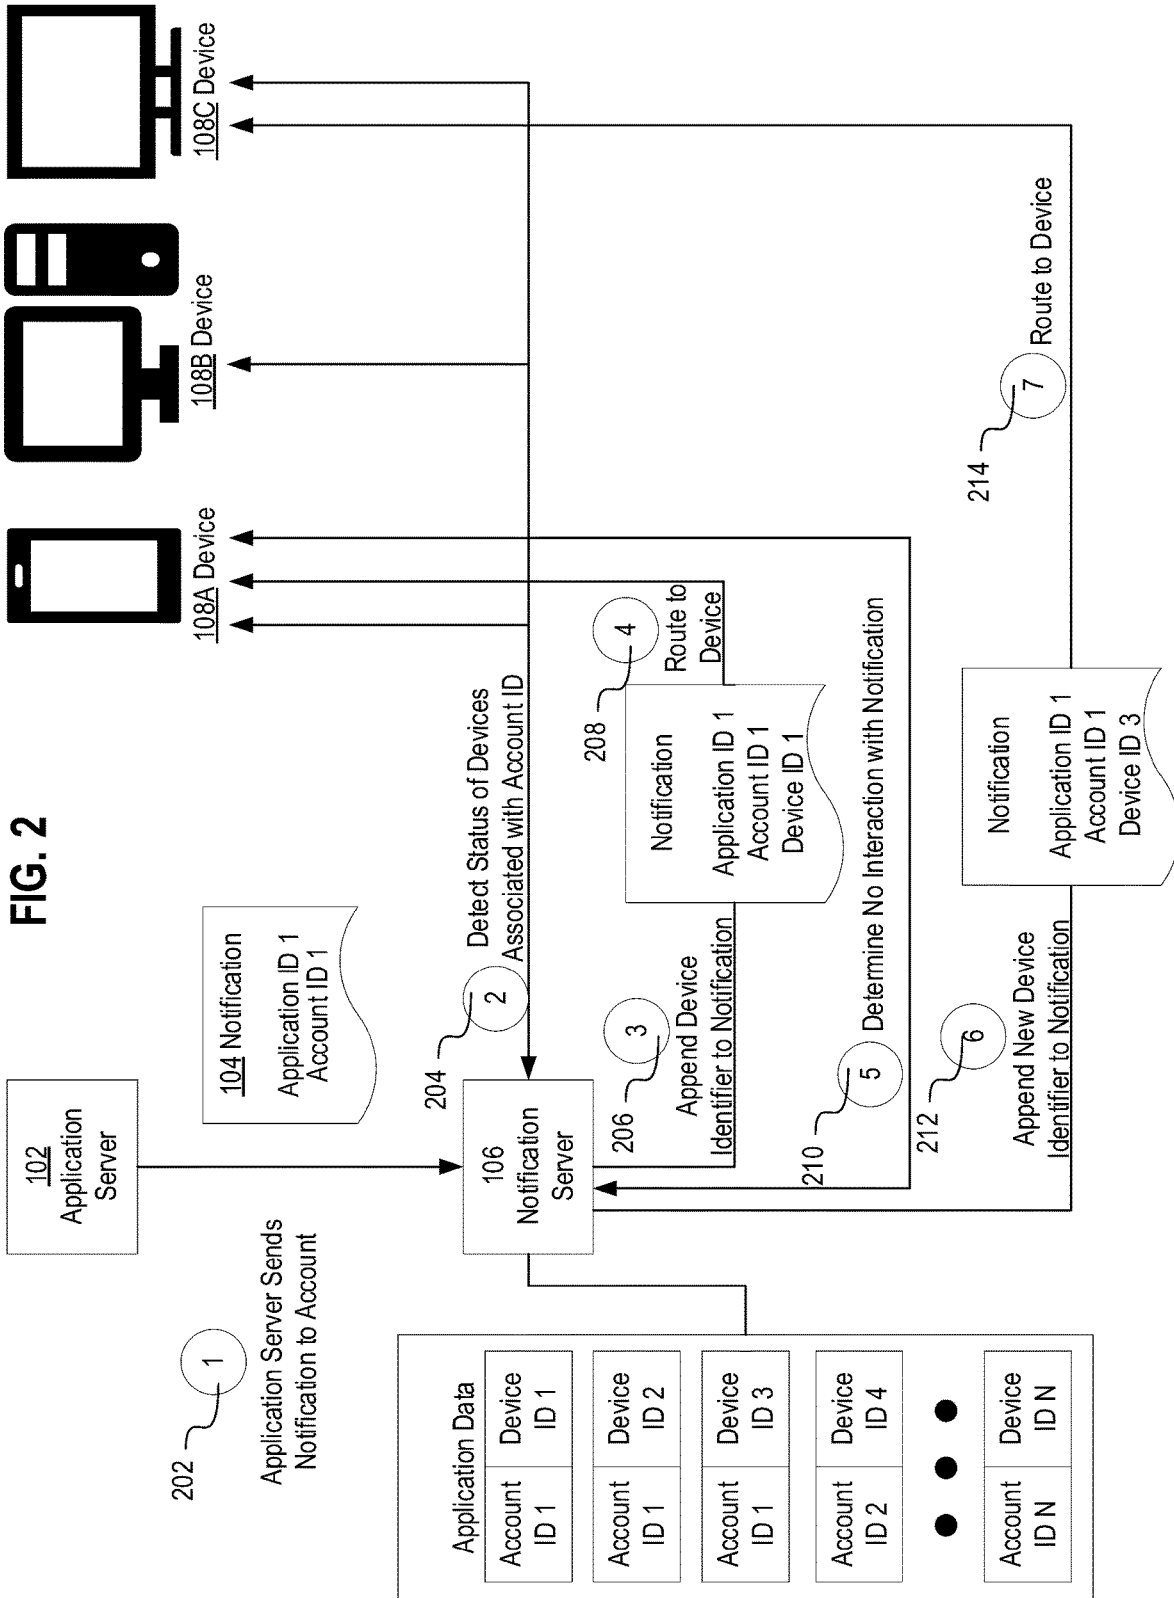 FIG. 2
102
Application
Server
202
1
Application Server Sends
Notification to Account
104 Notification
Application ID 1
Account ID 1
106
Notification
Server
204
2
Detect Status of Devices
Associated with Account ID
108A Device
108B Device
108C Device
206
3
Append Device
Identifier to Notification
Notification
Application ID 1
Account ID 1
Device ID 1
208
4
Route to
Device
210
5
Determine No Interaction with Notification
212
6
Append New Device
Identifier to Notification
Notification
Application ID 1
Account ID 1
Device ID 3
214
7
Route to Device
Application Data
Account
ID 1
Device
ID 1
Account
ID 1
Device
ID 2
Account
ID 1
Device
ID 3
Account
ID 2
Device
ID 4
Account
ID N
Device
ID N